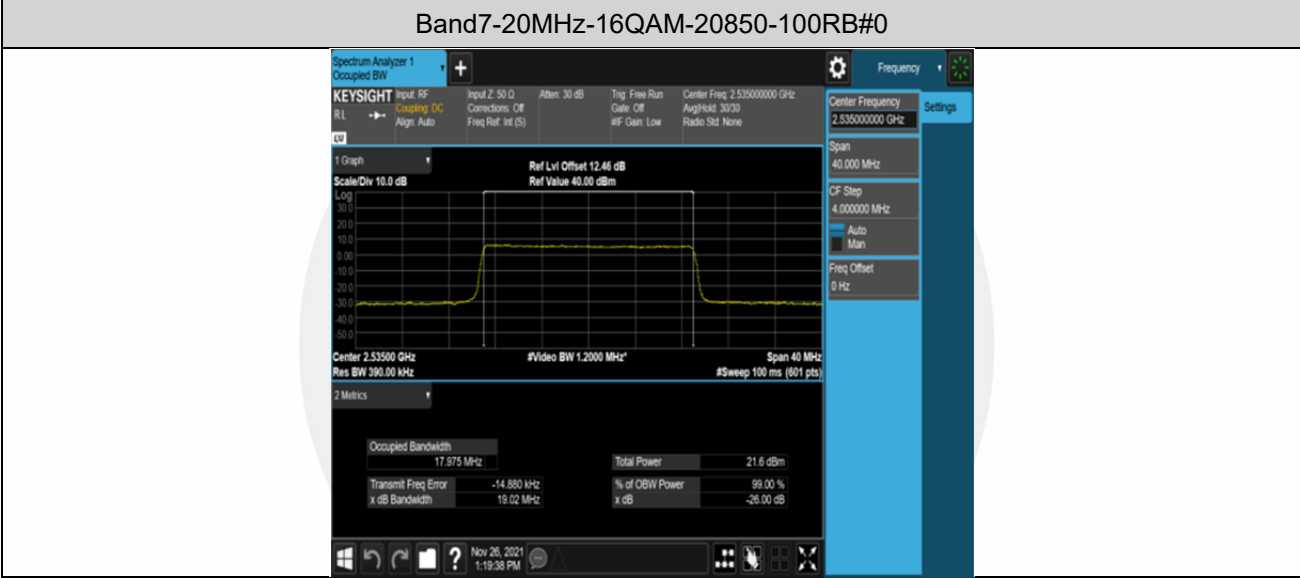 Band7-20MHz-16QAM-20850-100RB#0
Spectrum Analyzer 1
Occupied BW
+
Frequency
KEYSIGHT Input: RF Input Z: 50 Ω Atten: 30 dB Trig: Free Run Center Freq: 2.535000000 GHz
RL Coupling: DC Corrections: Off Gate: Off Avg|Hold: 30/30
Align: Auto Freq Ref: Int (S) #IF Gain: Low Radio Std: None
Center Frequency
2.535000000 GHz
Settings
Span
40.000 MHz
CF Step
4.000000 MHz
Auto
Man
Freq Offset
0 Hz
1 Graph
Ref Lvl Offset 12.46 dB
Scale/Div 10.0 dB Ref Value 40.00 dBm
Log
30.0
20.0
10.0
0.00
-10.0
-20.0
-30.0
-40.0
-50.0
Center 2.53500 GHz #Video BW 1.2000 MHz* Span 40 MHz
Res BW 390.00 kHz #Sweep 100 ms (601 pts)
2 Metrics
Occupied Bandwidth
17.975 MHz
Total Power 21.6 dBm
Transmit Freq Error -14.880 kHz % of OBW Power 99.00 %
x dB Bandwidth 19.02 MHz x dB -26.00 dB
?
Nov 26, 2021
1:19:38 PM